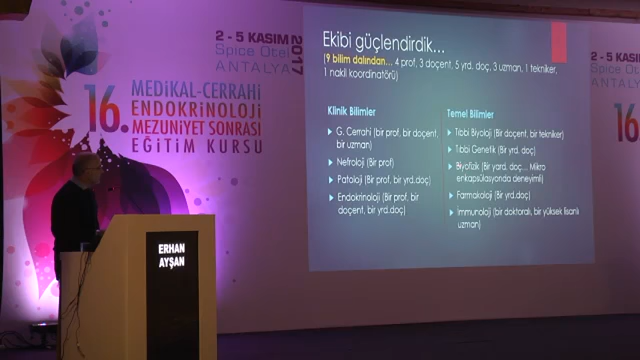 2 - 5 KASIM
Spice Otel
ANTALYA
2017
16.
MEDİKAL-CERRAHİ
ENDOKRİNOLOJİ
MEZUNİYET SONRASI
EĞİTİM KURSU
Ekibi güçlendirdik...
(9 bilim dalından... 4 prof, 3 doçent, 5 yrd. doç, 3 uzman, 1 tekniker,
1 nakil koordinatörü)
Klinik Bilimler
G. Cerrahi (bir prof, bir doçent,
bir uzman)
Nefroloji (Bir prof)
Patoloji (Bir prof, bir yrd.doç)
Endokrinoloji (Bir prof, bir
doçent, bir yrd.doç)
Temel Bilimler
Tıbbi Biyoloji (Bir doçent, bir tekniker)
Tıbbi Genetik (Bir yrd. doç)
Biyofizik (Bir yard. doç... Mikro
enkapsülasyonda deneyimli)
Farmakoloji (Bir yrd.doç)
İmmunoloji (bir doktoralı, bir yüksek lisanlı
uzman)
2 - 5 KASIM
Spice Otel
ANTALYA
16.
ERHAN
AYŞAN